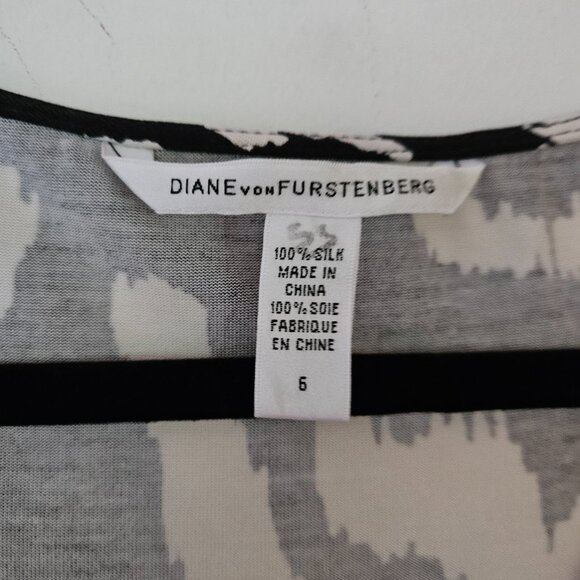 DIANE VON FURSTENBERG
100% SILK
MADE IN
CHINA
100% SOIE
FABRIQUE
EN CHINE
6